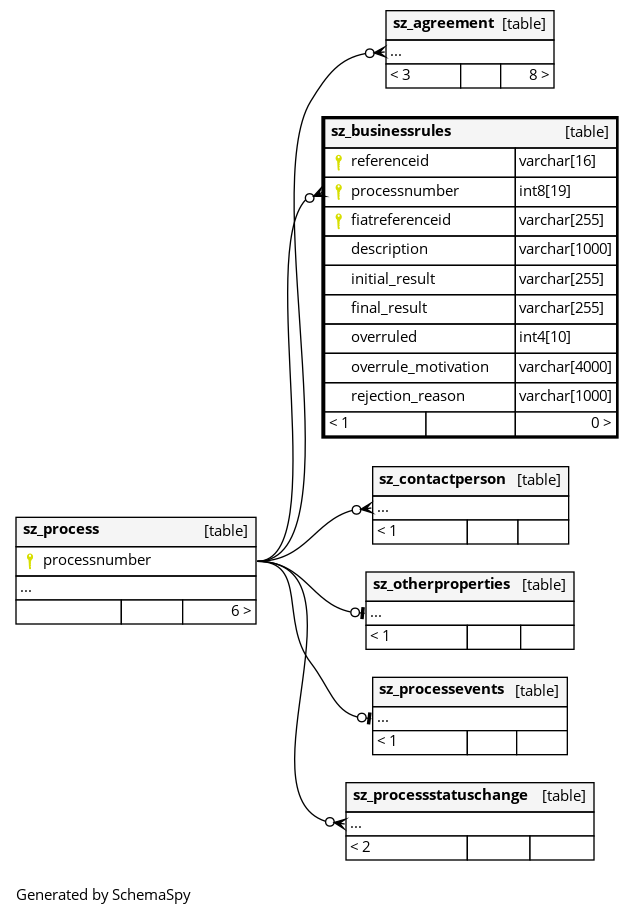 sz_agreement [table]
...
< 3 8 >
sz_businessrules [table]
referenceid varchar[16]
processnumber int8[19]
fiatreferenceid varchar[255]
description varchar[1000]
initial_result varchar[255]
final_result varchar[255]
overruled int4[10]
overrule_motivation varchar[4000]
rejection_reason varchar[1000]
< 1 0 >
sz_contactperson [table]
...
< 1
sz_process [table]
processnumber
...
6 >
sz_otherproperties [table]
...
< 1
sz_processevents [table]
...
< 1
sz_processstatuschange [table]
...
< 2
Generated by SchemaSpy